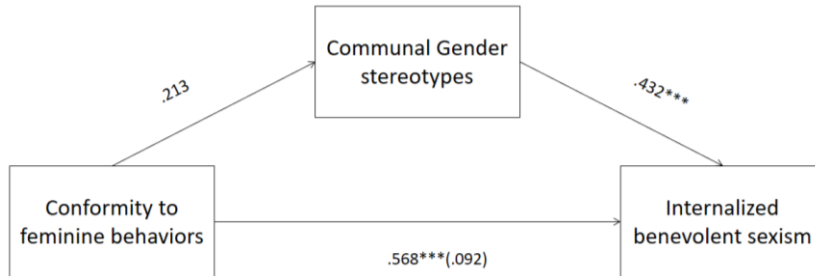 Communal Gender
stereotypes
.213
.432***
Conformity to
feminine behaviors
Internalized
benevolent sexism
.568***(.092)